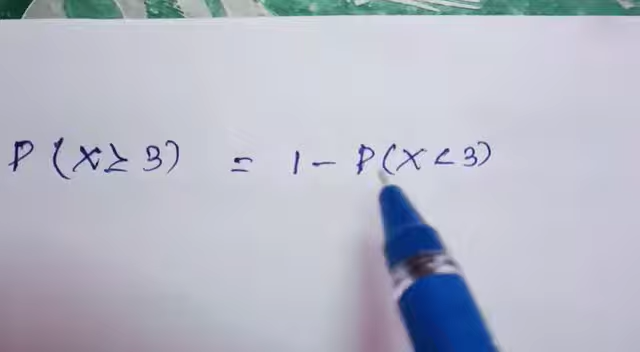 P(X ≥ 3) = 1 - P(X < 3)